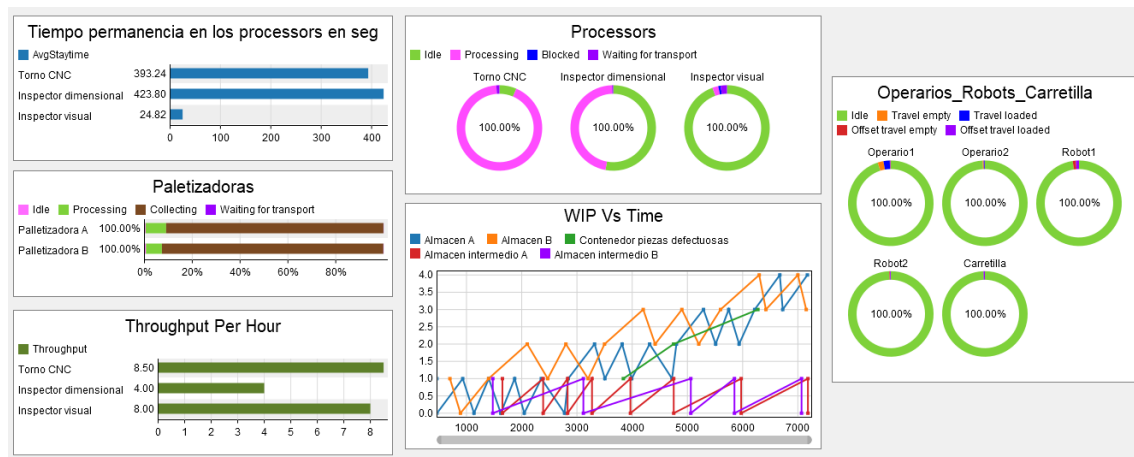 Tiempo permanencia en los processors en seg
AvgStaytime
Torno CNC 393.24
Inspector dimensional 423.80
Inspector visual 24.82
0 100 200 300 400
Paletizadoras
Idle Processing Collecting Waiting for transport
Palletizadora A 100.00%
Palletizadora B 100.00%
0% 20% 40% 60% 80%
Throughput Per Hour
Throughput
Torno CNC 8.50
Inspector dimensional 4.00
Inspector visual 8.00
0 1 2 3 4 5 6 7 8
Processors
Idle Processing Blocked Waiting for transport
Torno CNC Inspector dimensional Inspector visual
100.00% 100.00% 100.00%
WIP Vs Time
Almacen A Almacen B Contenedor piezas defectuosas
Almacen intermedio A Almacen intermedio B
4.0
3.5
3.0
2.5
2.0
1.5
1.0
0.5
0.0
1000 2000 3000 4000 5000 6000 7000
Operarios_Robots_Carretilla
Idle Travel empty Travel loaded
Offset travel empty Offset travel loaded
Operario1 Operario2 Robot1
100.00% 100.00% 100.00%
Robot2 Carretilla
100.00% 100.00%